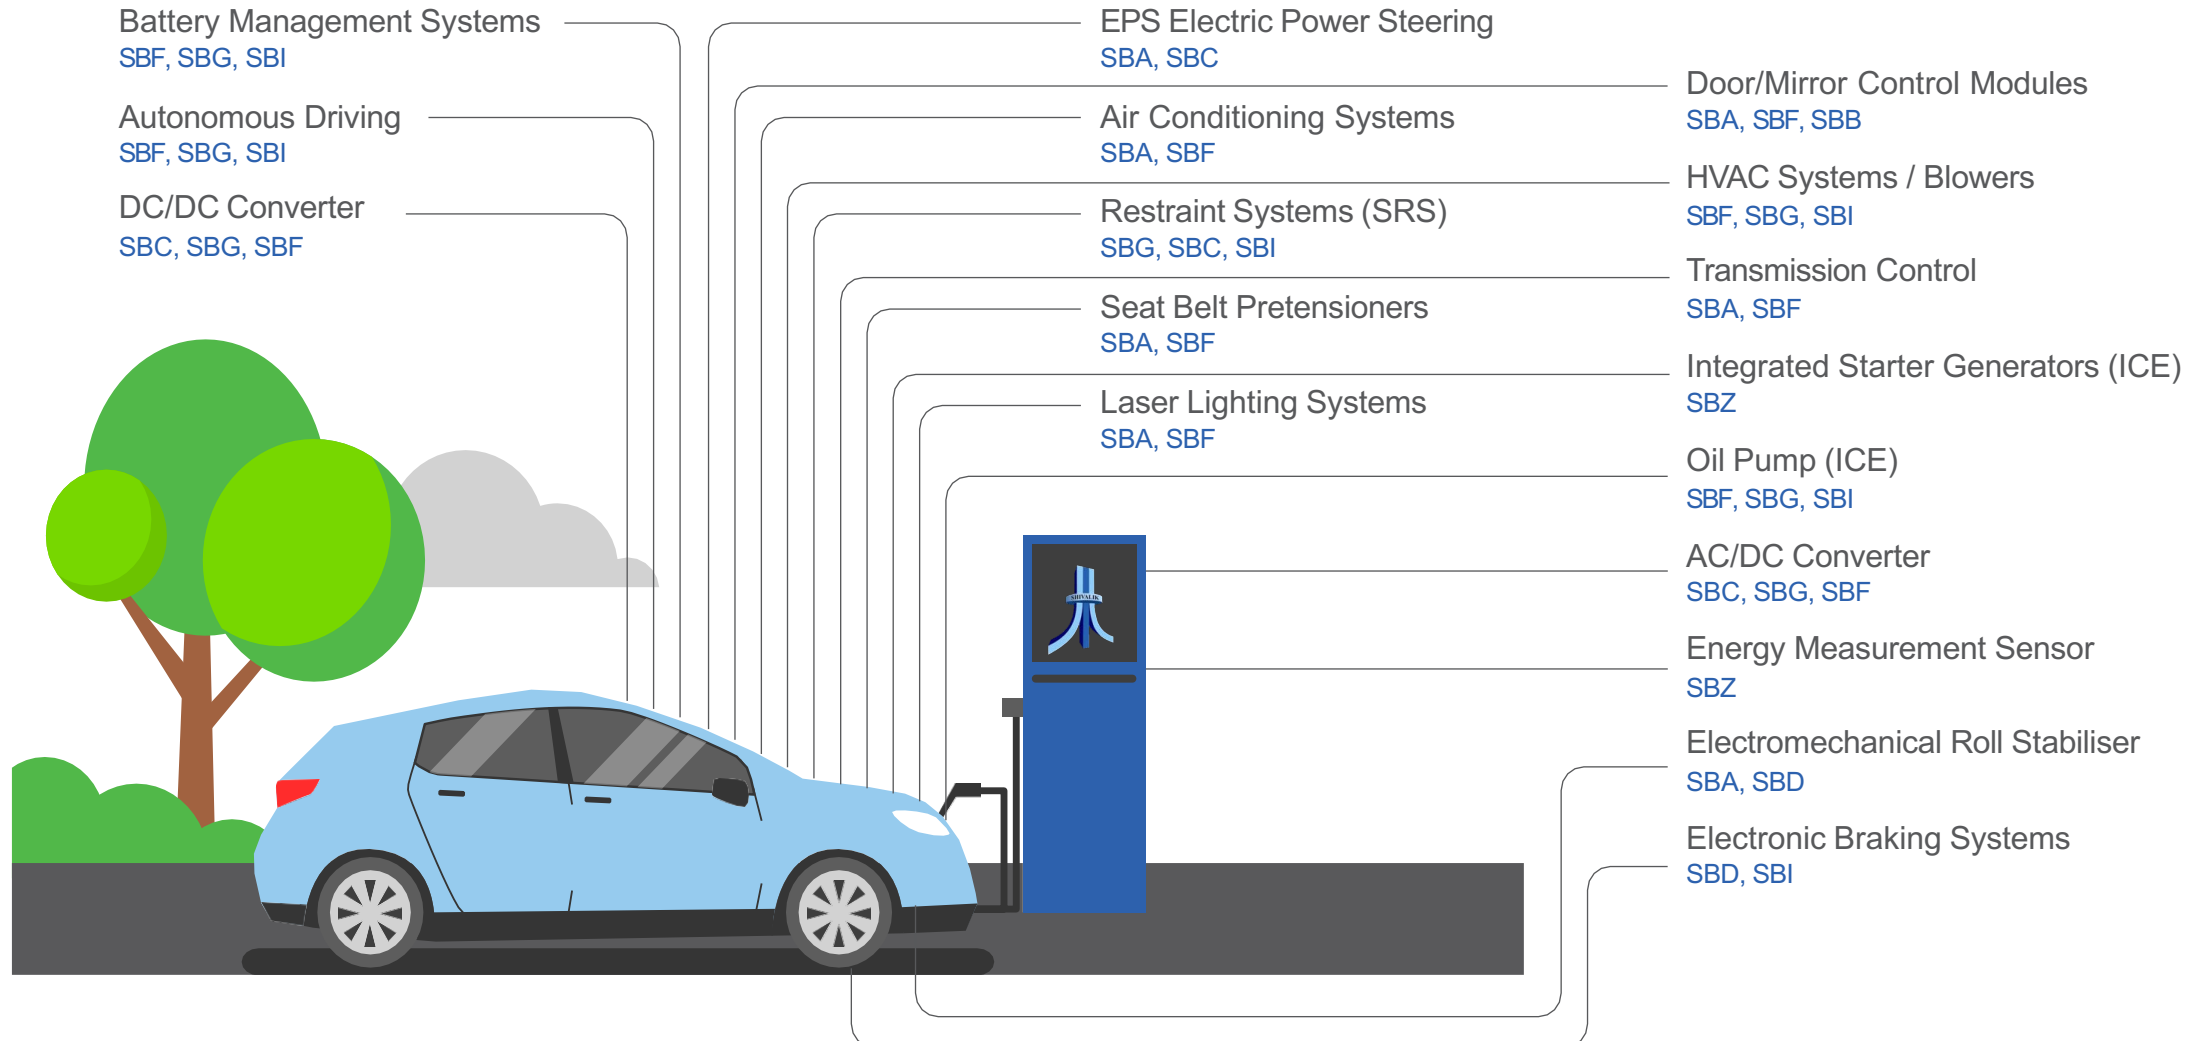 Battery Management Systems
SBF, SBG, SBI
Autonomous Driving
SBF, SBG, SBI
DC/DC Converter
SBC, SBG, SBF
EPS Electric Power Steering
SBA, SBC
Air Conditioning Systems
SBA, SBF
Restraint Systems (SRS)
SBG, SBC, SBI
Seat Belt Pretensioners
SBA, SBF
Laser Lighting Systems
SBA, SBF
Door/Mirror Control Modules
SBA, SBF, SBB
HVAC Systems / Blowers
SBF, SBG, SBI
Transmission Control
SBA, SBF
Integrated Starter Generators (ICE)
SBZ
Oil Pump (ICE)
SBF, SBG, SBI
AC/DC Converter
SBC, SBG, SBF
Energy Measurement Sensor
SBZ
Electromechanical Roll Stabiliser
SBA, SBD
Electronic Braking Systems
SBD, SBI
SHIVALIK